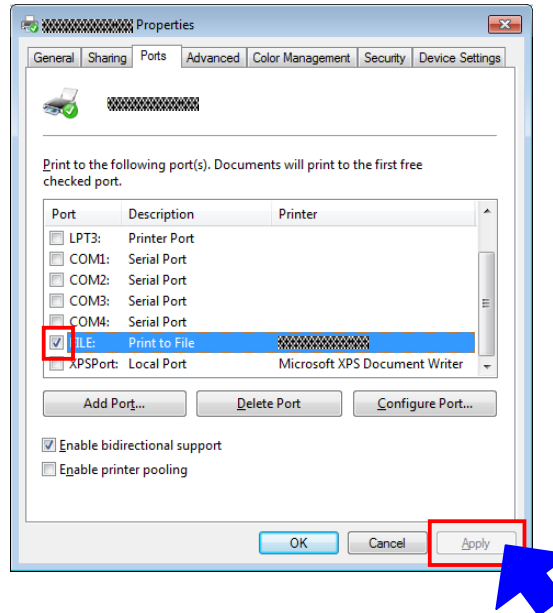 Properties
General Sharing Ports Advanced Color Management Security Device Settings
Print to the following port(s). Documents will print to the first free
checked port.
Port Description Printer
LPT3: Printer Port
COM1: Serial Port
COM2: Serial Port
COM3: Serial Port
COM4: Serial Port
FILE: Print to File
XPSPort: Local Port Microsoft XPS Document Writer
Add Port... Delete Port Configure Port...
Enable bidirectional support
Enable printer pooling
OK Cancel Apply